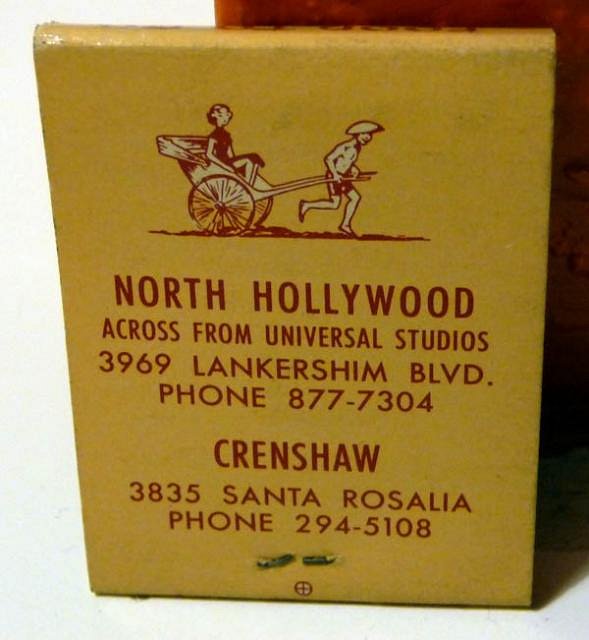 NORTH HOLLYWOOD
ACROSS FROM UNIVERSAL STUDIOS
3969 LANKERSHIM BLVD.
PHONE 877-7304
CRENSHAW
3835 SANTA ROSALIA
PHONE 294-5108